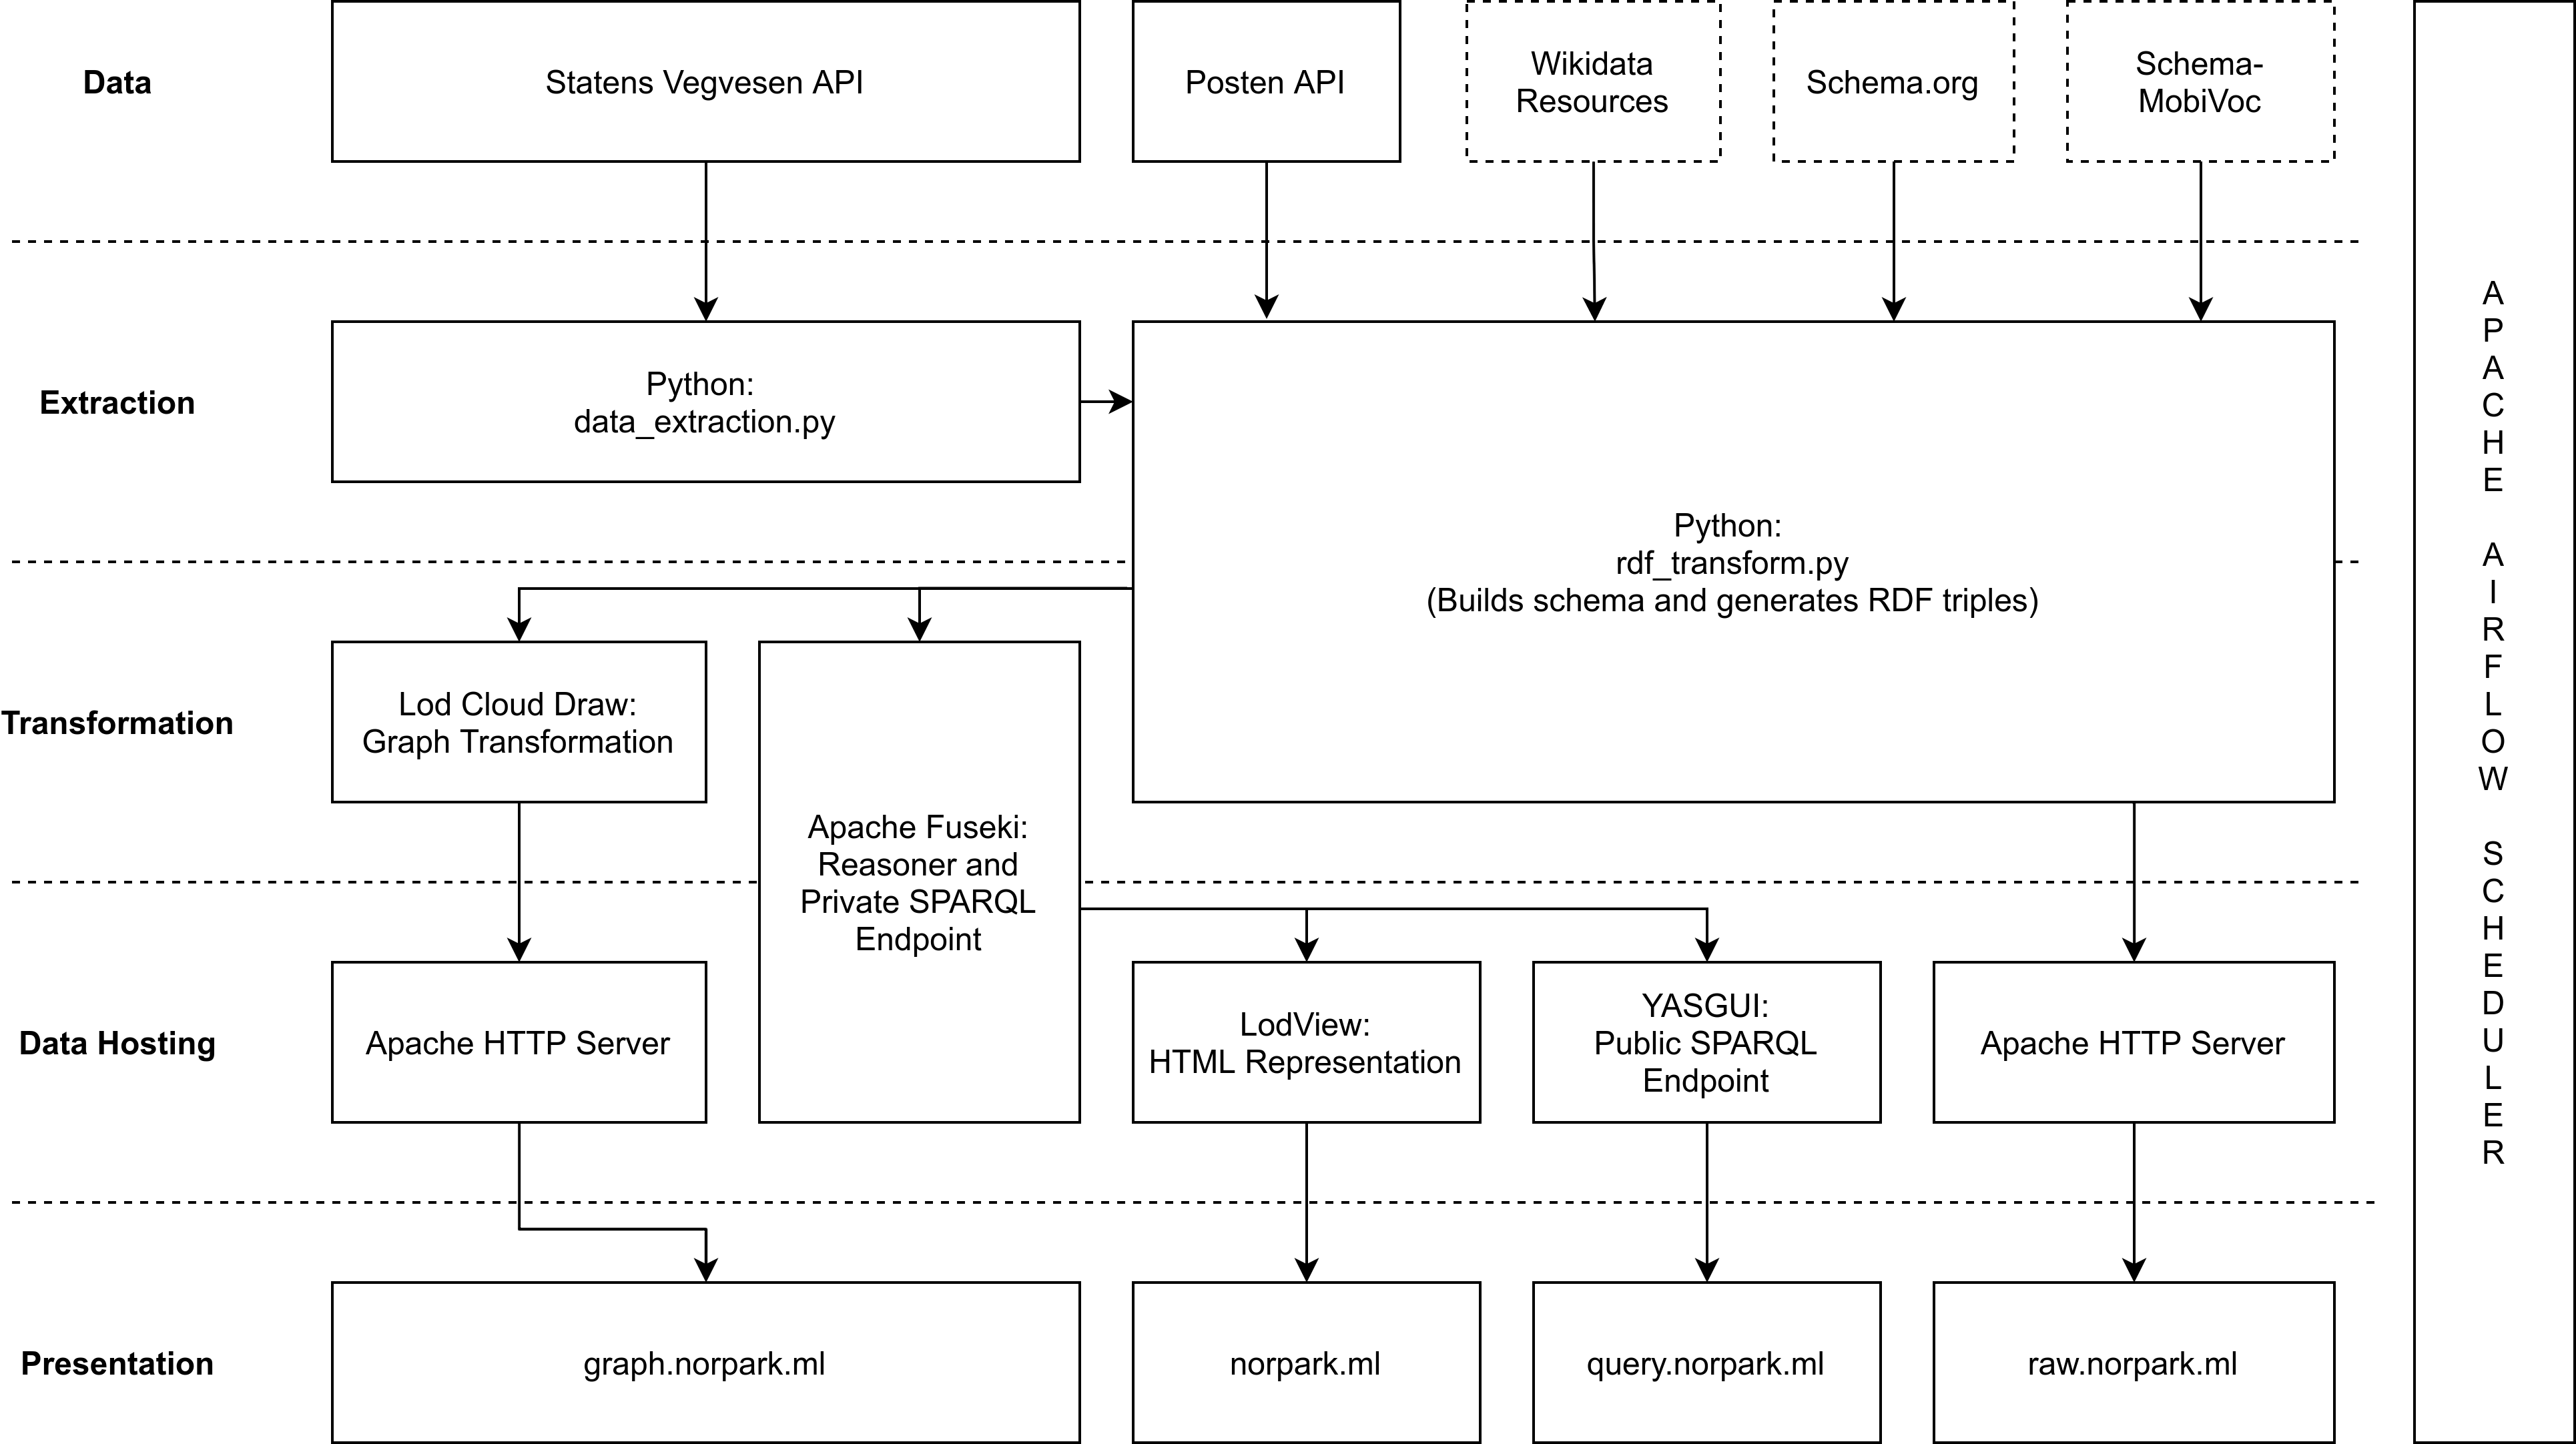 Data
Statens Vegvesen API
Posten API
Wikidata
Resources
Schema.org
Schema-
MobiVoc
Extraction
Python:
data_extraction.py
Python:
rdf_transform.py
(Builds schema and generates RDF triples)
Transformation
Lod Cloud Draw:
Graph Transformation
Apache Fuseki:
Reasoner and
Private SPARQL
Endpoint
Data Hosting
Apache HTTP Server
LodView:
HTML Representation
YASGUI:
Public SPARQL
Endpoint
Apache HTTP Server
Presentation
graph.norpark.ml
norpark.ml
query.norpark.ml
raw.norpark.ml
A
P
A
C
H
E
A
I
R
F
L
O
W
S
C
H
E
D
U
L
E
R